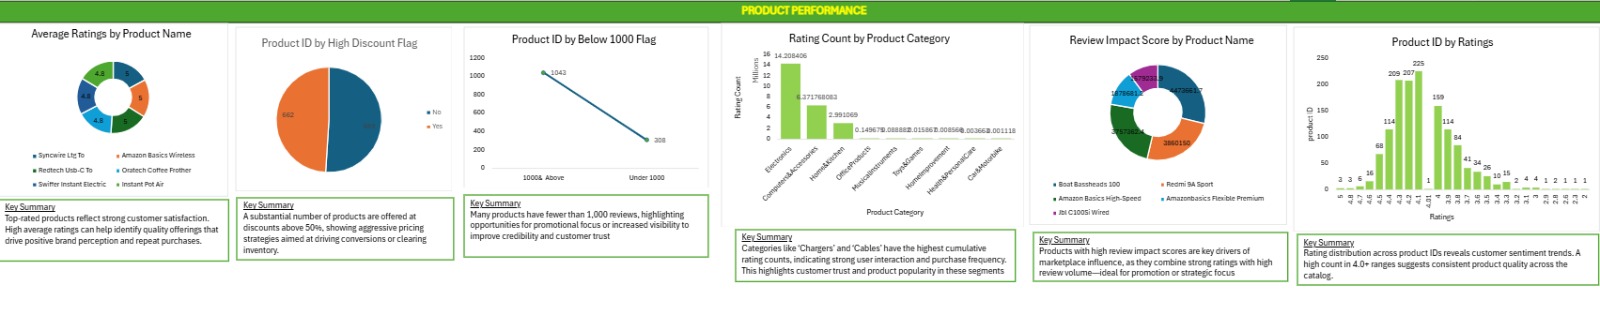 PRODUCT PERFORMANCE
Average Ratings by Product Name
4.8
5
4.8
5
4.8
5
Syncwire Ltg To
Amazon Basics Wireless
Redtech Usb-C To
Oratech Coffee Frother
Swiffer Instant Electric
Instant Pot Air
Key Summary
Top-rated products reflect strong customer satisfaction.
High average ratings can help identify quality offerings that
drive positive brand perception and repeat purchases.
Product ID by High Discount Flag
662
No
Yes
Key Summary
A substantial number of products are offered at
discounts above 50%, showing aggressive pricing
strategies aimed at driving conversions or clearing
inventory.
Product ID by Below 1000 Flag
1200
1000
800
600
400
200
0
1043
308
1000& Above
Under 1000
Key Summary
Many products have fewer than 1,000 reviews, highlighting
opportunities for promotional focus or increased visibility to
improve credibility and customer trust
Rating Count by Product Category
Rating Count
Millions
16
14
12
10
8
6
4
2
0
14.208406
6.371768083
2.991069
0.149675
0.088882
0.015867
0.008566
0.003663
0.001118
Electronics
Computers&Accessories
Home&Kitchen
OfficeProducts
MusicalInstruments
Toys&Games
HomeImprovement
Health&PersonalCare
Car&Motorbike
Product Category
Key Summary
Categories like 'Chargers' and 'Cables' have the highest cumulative
rating counts, indicating strong user interaction and purchase frequency.
This highlights customer trust and product popularity in these segments
Review Impact Score by Product Name
3860150
Boat Bassheads 100
Redmi 9A Sport
Amazon Basics High-Speed
Amazonbasics Flexible Premium
Jbl C100Si Wired
Key Summary
Products with high review impact scores are key drivers of
marketplace influence, as they combine strong ratings with high
review volume—ideal for promotion or strategic focus
Product ID by Ratings
product ID
250
200
150
100
50
0
3 3 6 16 68 114 209 207 225 1 159 114 84 41 34 26 10 15 2 4 4 1 2 1 1 1
5 4.8 4.7 4.6 4.5 4.4 4.3 4.2 4.1 4.01 4 3.9 3.8 3.7 3.6 3.5 3.4 3.3 3.2 3.1 3 2.9 2.8 2.6 2.3 2
Ratings
Key Summary
Rating distribution across product IDs reveals customer sentiment trends. A
high count in 4.0+ ranges suggests consistent product quality across the
catalog.